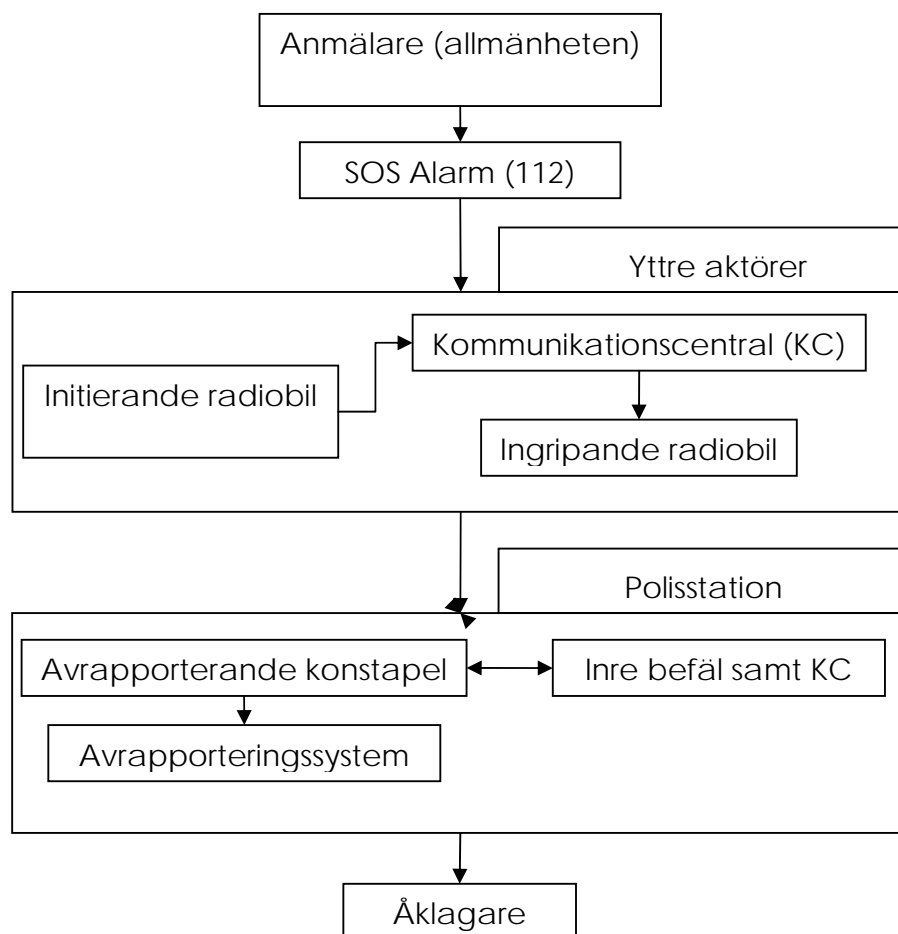 Anmälare (allmänheten)
SOS Alarm (112)
Yttre aktörer
Kommunikationscentral (KC)
Initierande radiobil
Ingripande radiobil
Polisstation
Avrapporterande konstapel
Inre befäl samt KC
Avrapporteringssystem
Åklagare